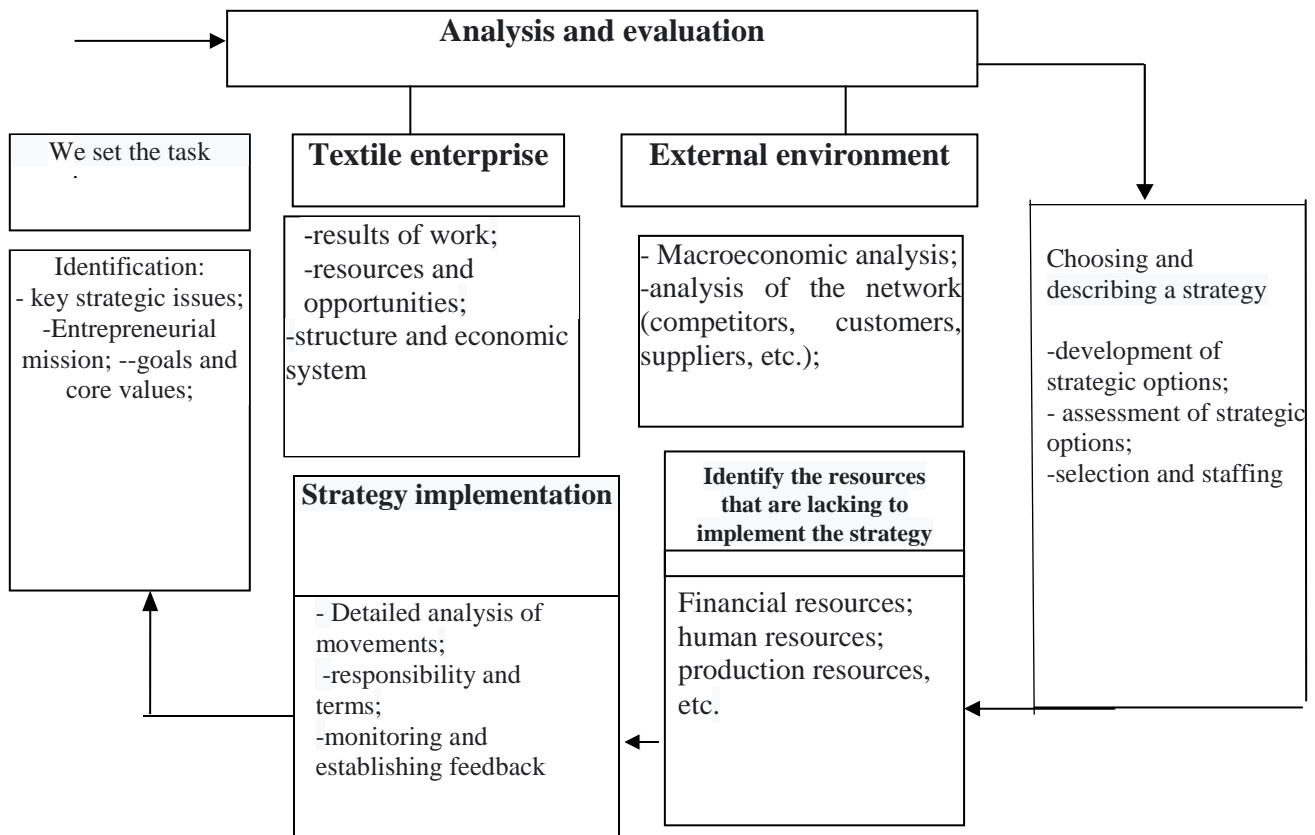 Analysis and evaluation
We set the task
Textile enterprise
External environment
Identification:
- key strategic issues;
-Entrepreneurial
mission; --goals and
core values;
-results of work;
-resources and
opportunities;
-structure and economic
system
- Macroeconomic analysis;
-analysis of the network
(competitors, customers,
suppliers, etc.);
Choosing and
describing a strategy
-development of
strategic options;
- assessment of strategic
options;
-selection and staffing
Strategy implementation
- Detailed analysis of
movements;
-responsibility and
terms;
-monitoring and
establishing feedback
Identify the resources
that are lacking to
implement the strategy
Financial resources;
human resources;
production resources,
etc.